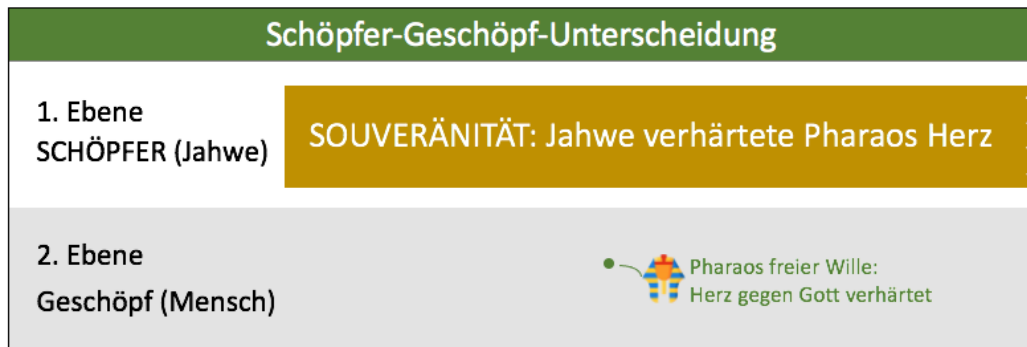 Schöpfer-Geschöpf-Unterscheidung
1. Ebene
SCHÖPFER (Jahwe)
SOUVERÄNITÄT: Jahwe verhärtete Pharaos Herz
2. Ebene
Geschöpf (Mensch)
Pharaos freier Wille:
Herz gegen Gott verhärtet